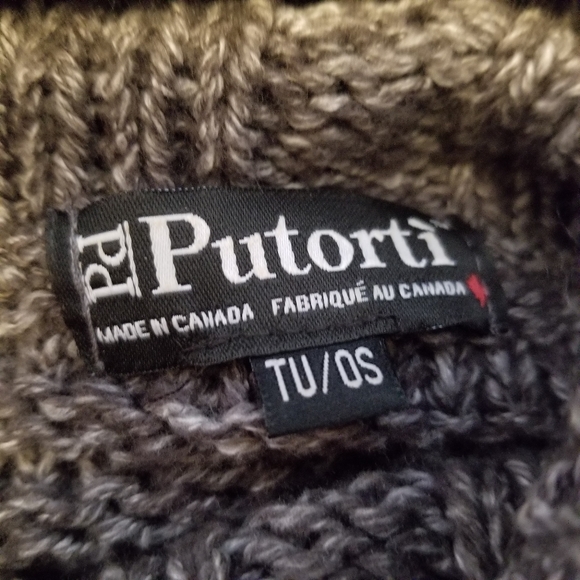 Pd Putorti
MADE IN CANADA FABRIQUÉ AU CANADA
TU/OS